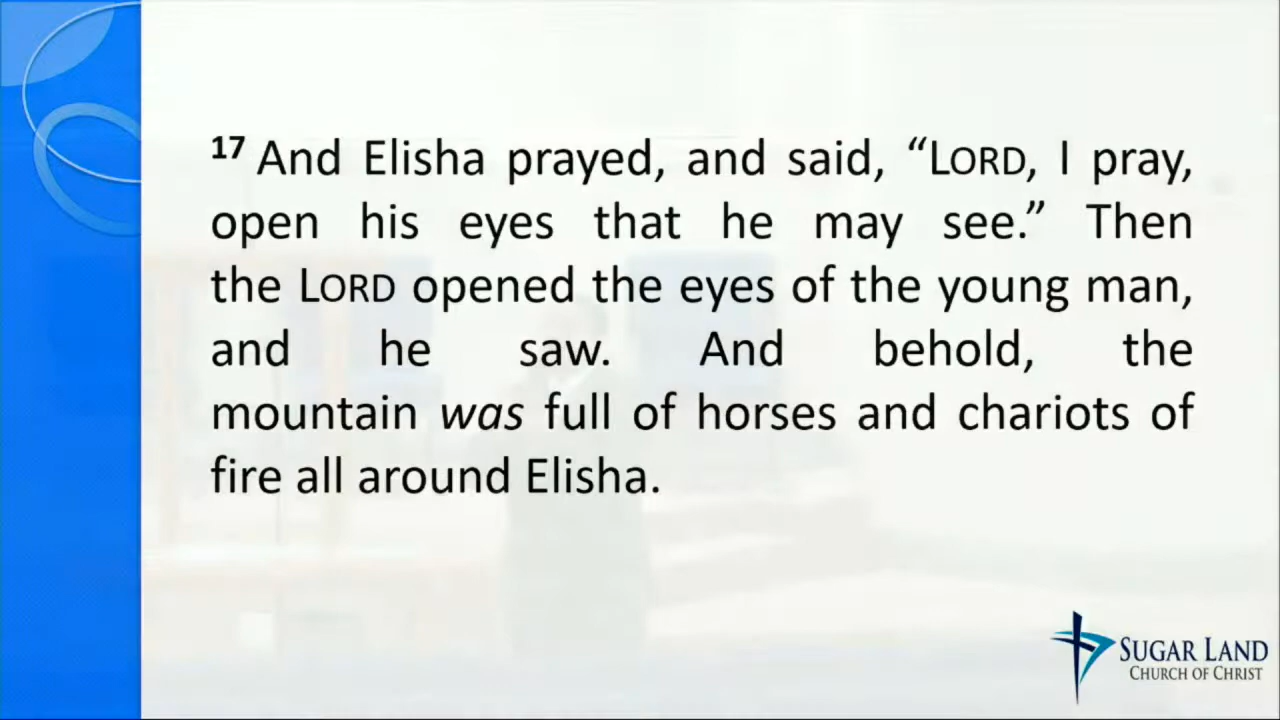 17 And Elisha prayed, and said, “LORD, I pray,
open his eyes that he may see.” Then
the LORD opened the eyes of the young man,
and he saw. And behold, the
mountain was full of horses and chariots of
fire all around Elisha.
SUGAR LAND
CHURCH OF CHRIST